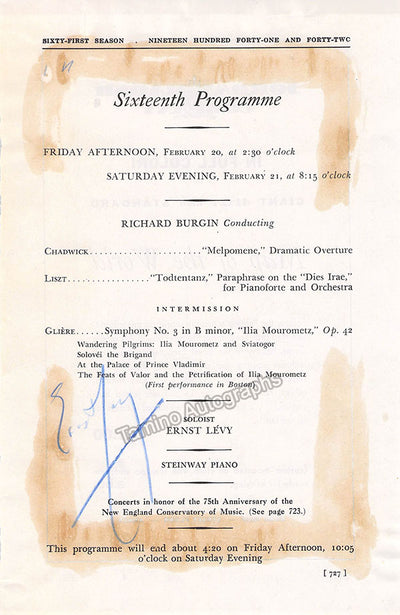 SIXTY-FIRST SEASON . NINETEEN HUNDRED FORTY-ONE AND FORTY-TWO
Sixteenth Programme
FRIDAY AFTERNOON, FEBRUARY 20, at 2:30 o'clock
SATURDAY EVENING, FEBRUARY 21, at 8:15 o'clock
RICHARD BURGIN Conducting
CHADWICK......................"Melpomene," Dramatic Overture
LISZT................"Todtentanz," Paraphrase on the "Dies Irae,"
for Pianoforte and Orchestra
INTERMISSION
GLIÈRE......Symphony No. 3 in B minor, "Ilia Mourometz," Op. 42
Wandering Pilgrims: Ilia Mourometz and Sviatogor
Solovéi the Brigand
At the Palace of Prince Vladimir
The Feats of Valor and the Petrification of Ilia Mourometz
(First performance in Boston)
Tamino Autographs
SOLOIST
ERNST LÉVY
Ernst Lévy
STEINWAY PIANO
Concerts in honor of the 75th Anniversary of the
New England Conservatory of Music. (See page 723.)
This programme will end about 4:20 on Friday Afternoon, 10:05
o'clock on Saturday Evening
[ 727 ]